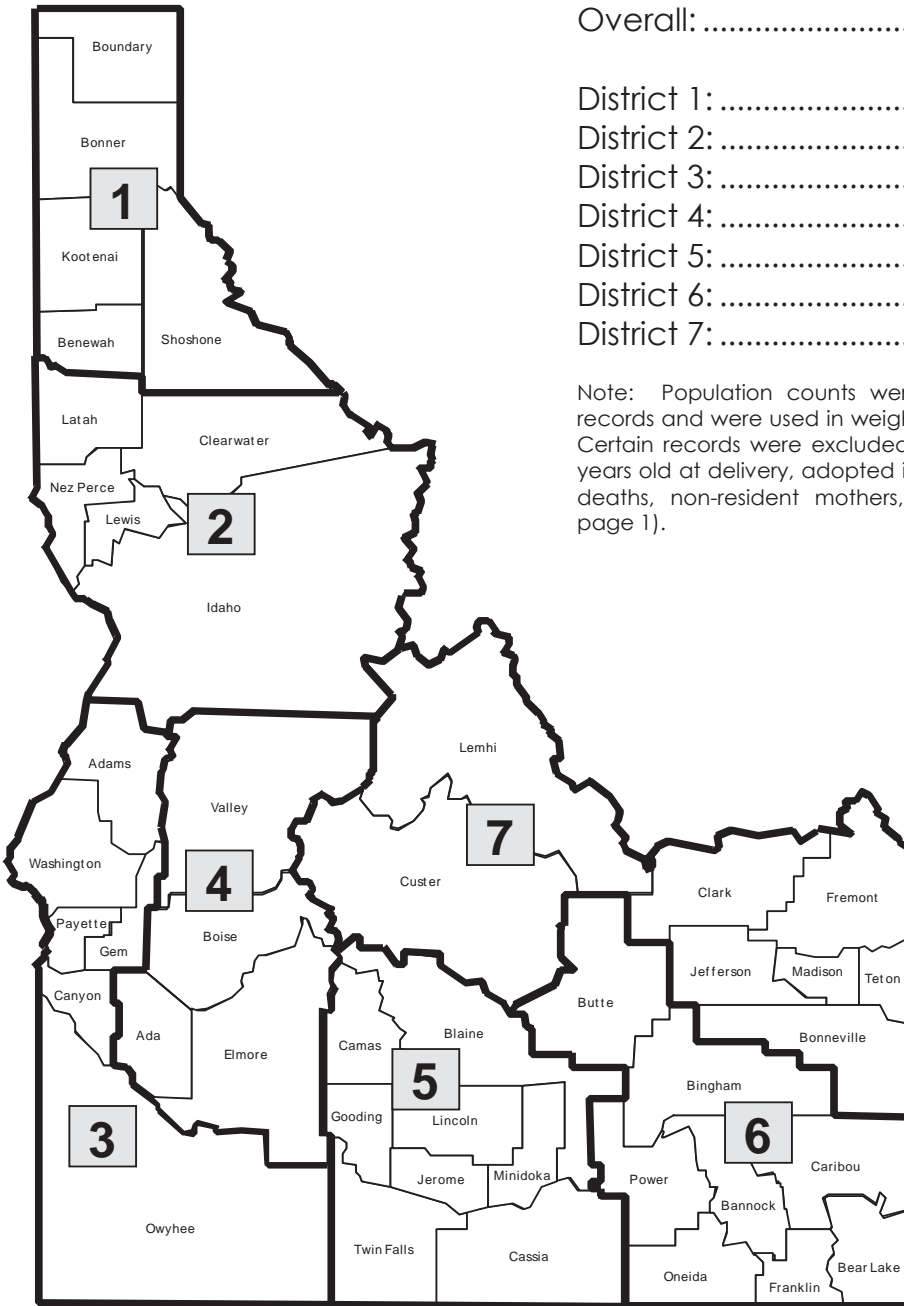 Overall: ......................
District 1: ....................
District 2: ....................
District 3: ....................
District 4: ....................
District 5: ....................
District 6: ....................
District 7: ....................
Note: Population counts
records and were used in
Certain records were excluded
years old at delivery, adopted
deaths, non-resident mothers,
page 1).
Boundary
Bonner
1
Kootenai
Benewah
Shoshone
Latah
Clearwater
Nez Perce
Lewis
2
Idaho
Adams
Lemhi
Valley
7
Washington
4
Custer
Clark
Fremont
Payette
Boise
Gem
Jefferson
Madison
Teton
Canyon
Butte
Ada
Elmore
Camas
Blaine
Bonneville
5
Bingham
Gooding
Lincoln
3
6
Jerome
Minidoka
Power
Caribou
Bannock
Owyhee
Twin Falls
Cassia
Oneida
Franklin
Bear Lake